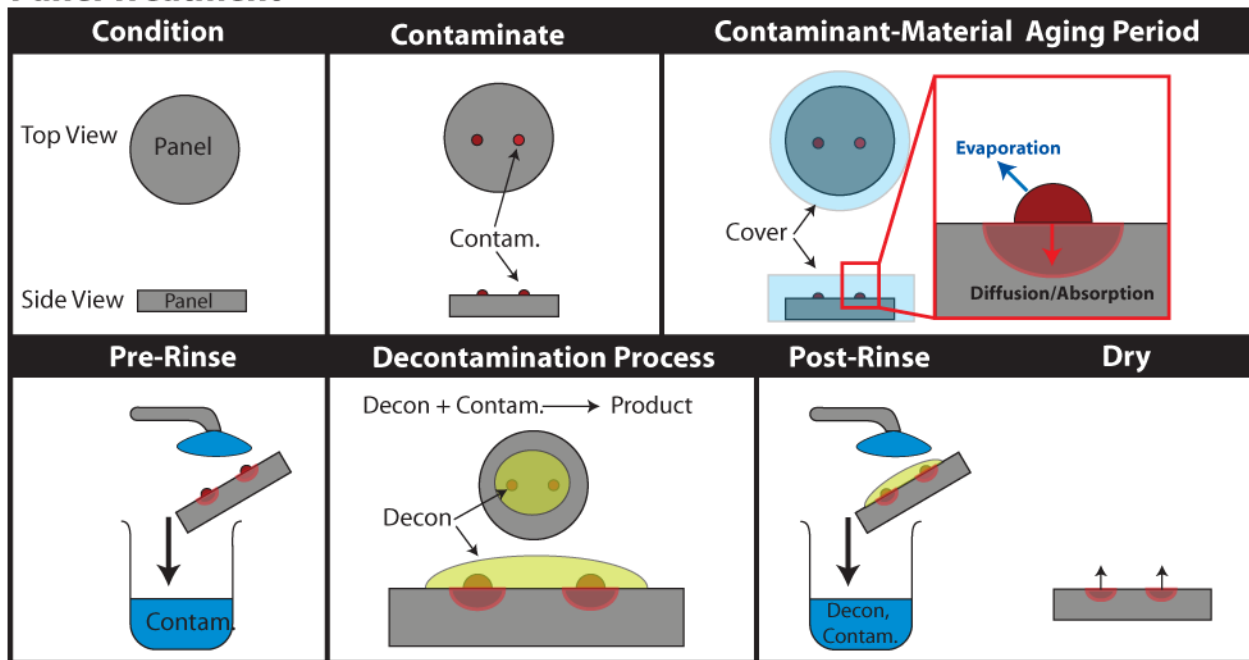 Condition
Contaminate
Contaminant-Material Aging Period
Top View
Panel
Side View
Panel
Contam.
Cover
Evaporation
Diffusion/Absorption
Pre-Rinse
Decontamination Process
Post-Rinse
Dry
Contam.
Decon + Contam. → Product
Decon
Decon,
Contam.